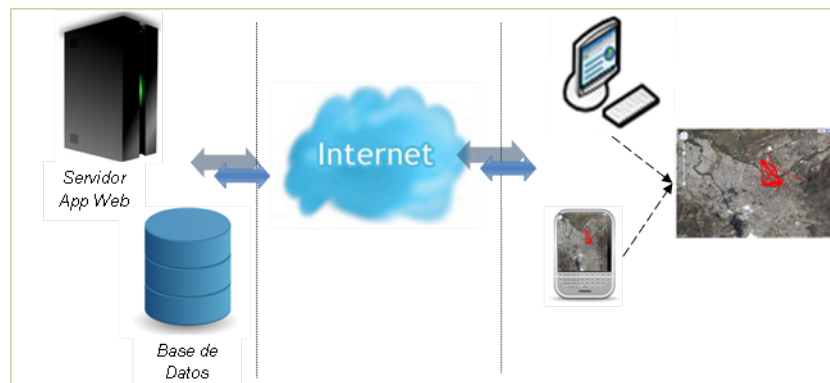 Servidor
App Web
Internet
Base de
Datos